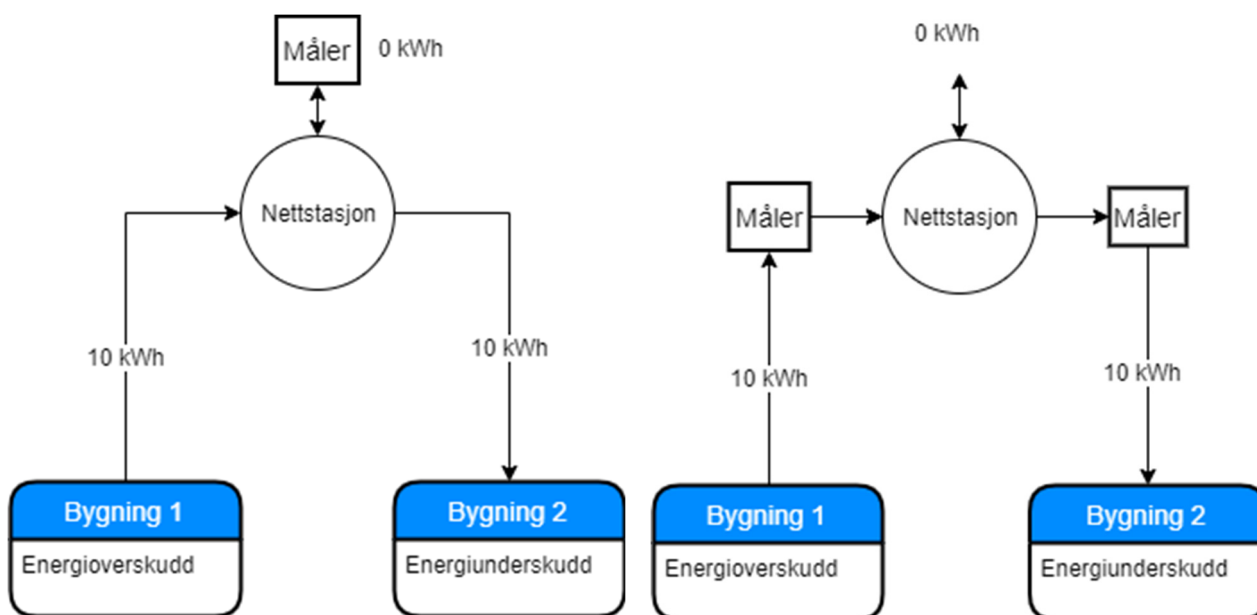 Måler
0 kWh
Nettstasjon
10 kWh
10 kWh
Bygning 1
Energioverskudd
Bygning 2
Energiunderskudd
0 kWh
Måler
Nettstasjon
Måler
10 kWh
10 kWh
Bygning 1
Energioverskudd
Bygning 2
Energiunderskudd